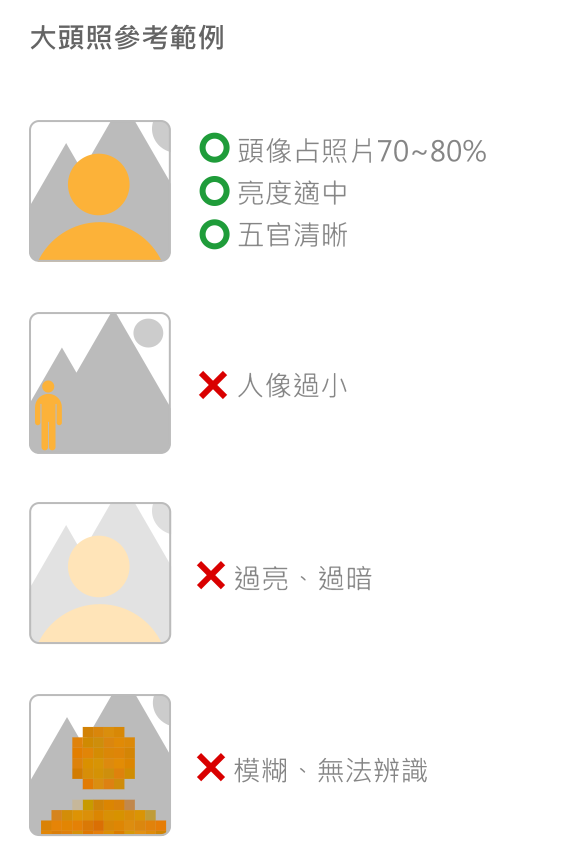 大頭照參考範例
頭像占照片70~80%
亮度適中
五官清晰
人像過小
過亮、過暗
模糊、無法辨識